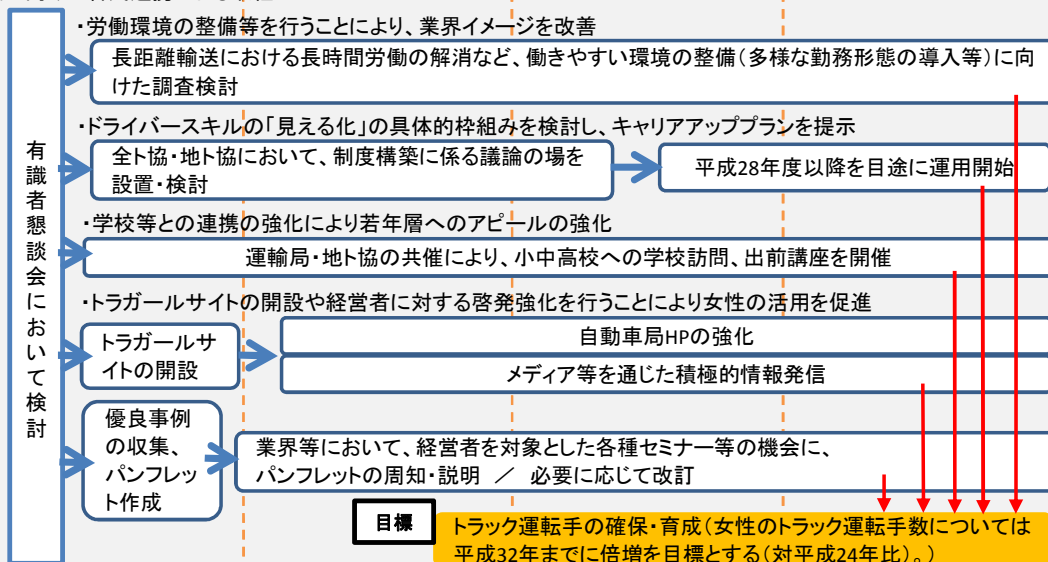 ・労働環境の整備等を行うことにより、業界イメージを改善
長距離輸送における長時間労働の解消など、働きやすい環境の整備（多様な勤務形態の導入等）に向
けた調査検討
・ドライバースキルの「見える化」の具体的枠組みを検討し、キャリアアッププランを提示
有識者懇談会において検討
全ト協・地ト協において、制度構築に係る議論の場を
設置・検討
平成28年度以降を目途に運用開始
・学校等との連携の強化により若年層へのアピールの強化
運輸局・地ト協の共催により、小中高校への学校訪問、出前講座を開催
・トラガールサイトの開設や経営者に対する啓発強化を行うことにより女性の活用を促進
トラガールサ
イトの開設
自動車局HPの強化
メディア等を通じた積極的情報発信
優良事例
の収集、
パンフレッ
ト作成
業界等において、経営者を対象とした各種セミナー等の機会に、
パンフレットの周知・説明 ／ 必要に応じて改訂
目標
トラック運転手の確保・育成（女性のトラック運転手数については
平成32年までに倍増を目標とする（対平成24年比）。）